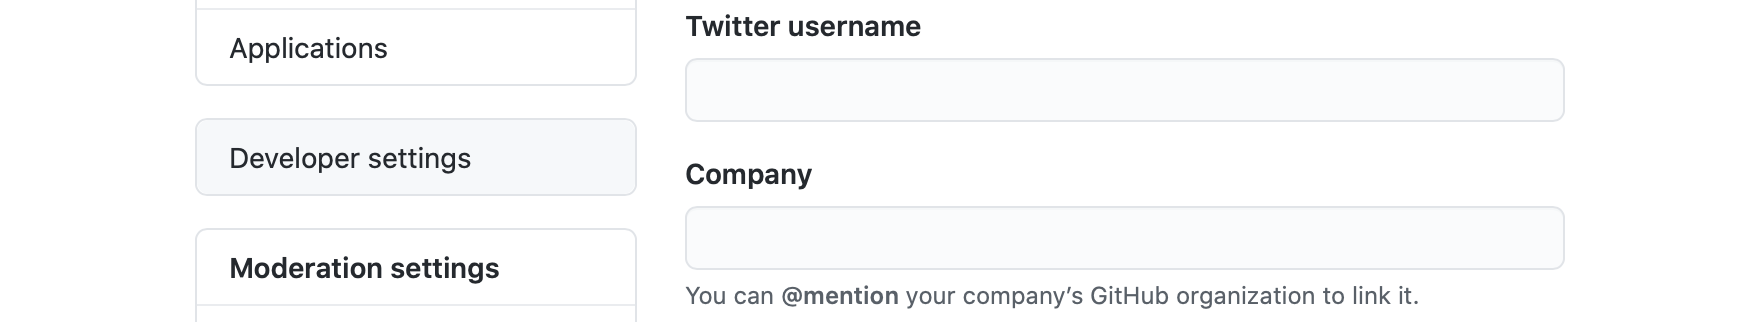 Applications
Developer settings
Moderation settings
Twitter username
Company
You can @mention your company’s GitHub organization to link it.